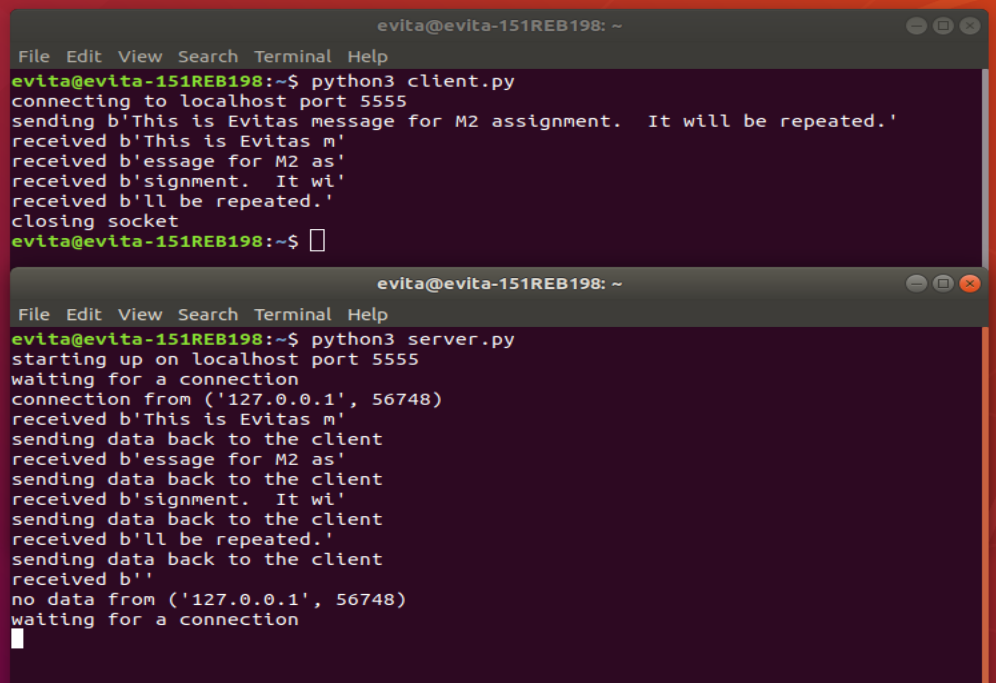 evita@evita-151REB198: ~
File Edit View Search Terminal Help
evita@evita-151REB198:~$ python3 client.py
connecting to localhost port 5555
sending b'This is Evitas message for M2 assignment.  It will be repeated.'
received b'This is Evitas m'
received b'essage for M2 as'
received b'signment.  It wi'
received b'll be repeated.'
closing socket
evita@evita-151REB198:~$
evita@evita-151REB198: ~
File Edit View Search Terminal Help
evita@evita-151REB198:~$ python3 server.py
starting up on localhost port 5555
waiting for a connection
connection from ('127.0.0.1', 56748)
received b'This is Evitas m'
sending data back to the client
received b'essage for M2 as'
sending data back to the client
received b'signment.  It wi'
sending data back to the client
received b'll be repeated.'
sending data back to the client
received b''
no data from ('127.0.0.1', 56748)
waiting for a connection